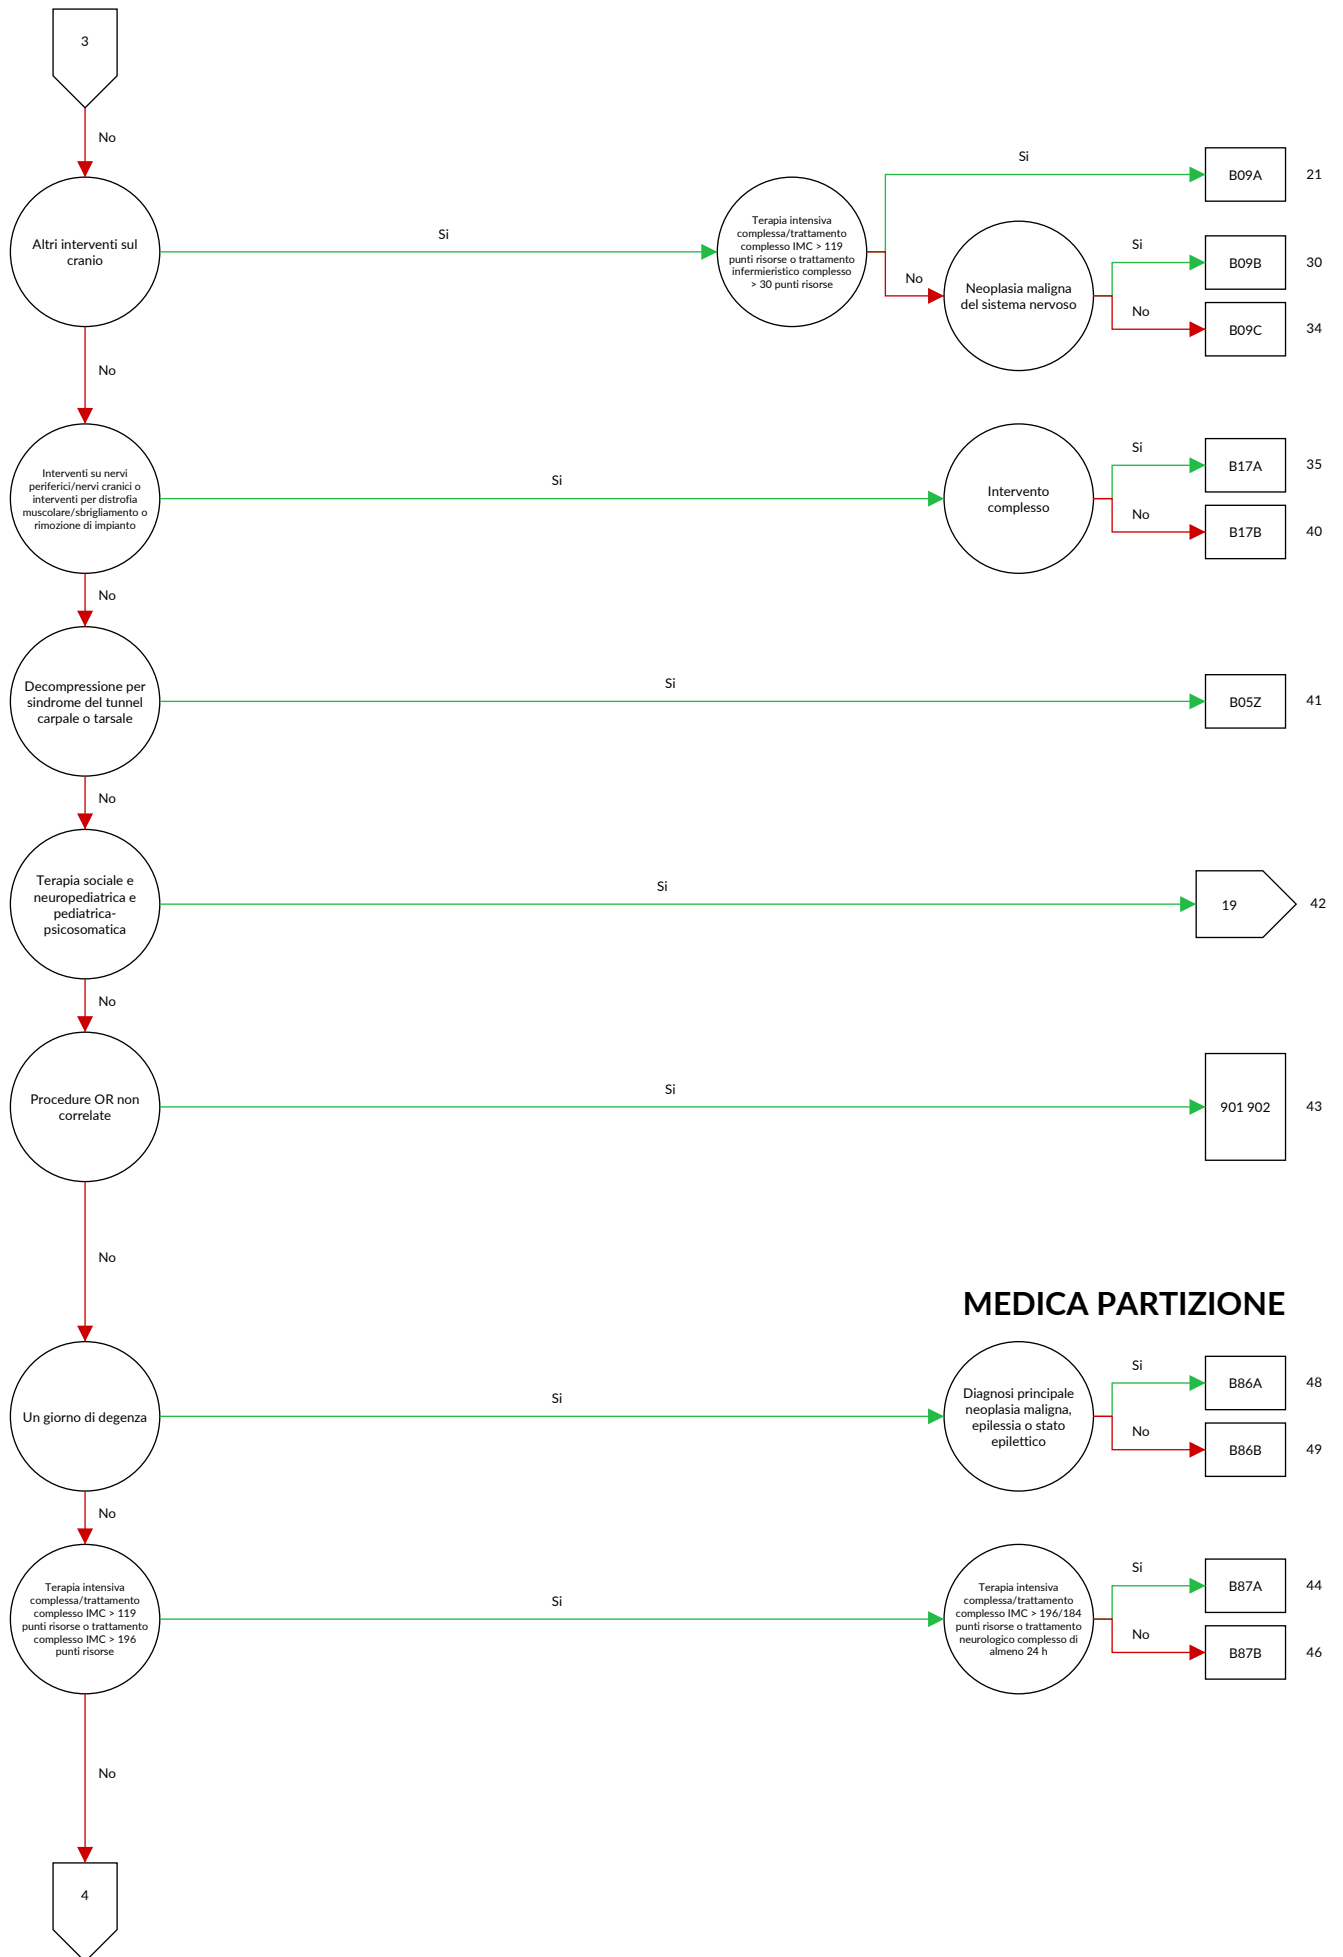 3
No
Altri interventi sul
cranio
Si
Terapia intensiva
complessa/trattamento
complesso IMC > 119
punti risorse o trattamento
infermieristico complesso
> 30 punti risorse
Si
B09A
21
No
Neoplasia maligna
del sistema nervoso
Si
B09B
30
No
B09C
34
No
Interventi su nervi
periferici/nervi cranici o
interventi per distrofia
muscolare/sbrigliamento o
rimozione di impianto
Si
Intervento
complesso
Si
B17A
35
No
B17B
40
No
Decompressione per
sindrome del tunnel
carpale o tarsale
Si
B05Z
41
No
Terapia sociale e
neuropediatrica e
pediatrica-
psicosomatica
Si
19
42
No
Procedure OR non
correlate
Si
901 902
43
No
MEDICA PARTIZIONE
Un giorno di degenza
Si
Diagnosi principale
neoplasia maligna,
epilessia o stato
epilettico
Si
B86A
48
No
B86B
49
No
Terapia intensiva
complessa/trattamento
complesso IMC > 119
punti risorse o trattamento
complesso IMC > 196
punti risorse
Si
Terapia intensiva
complessa/trattamento
complesso IMC > 196/184
punti risorse o trattamento
neurologico complesso di
almeno 24 h
Si
B87A
44
No
B87B
46
No
4